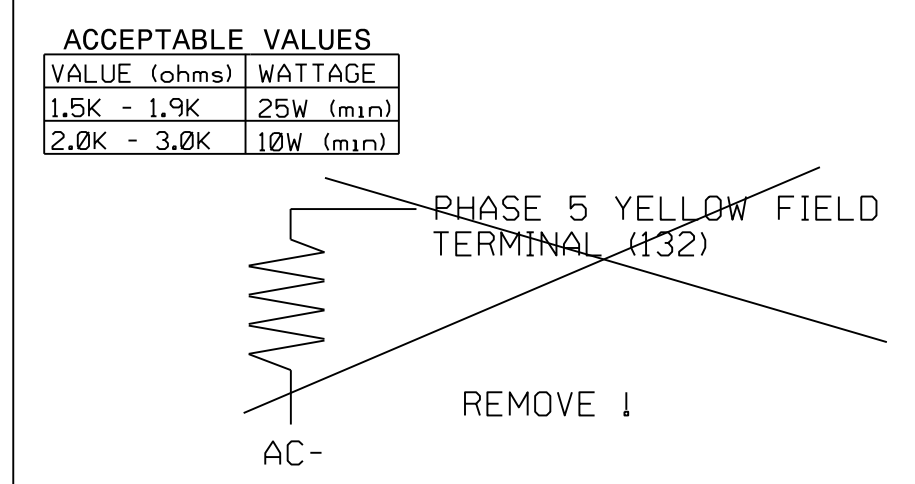 ACCEPTABLE VALUES
VALUE (ohms) WATTAGE
1.5K - 1.9K 25W (min)
2.0K - 3.0K 10W (min)
PHASE 5 YELLOW FIELD
TERMINAL (132)
REMOVE !
AC-